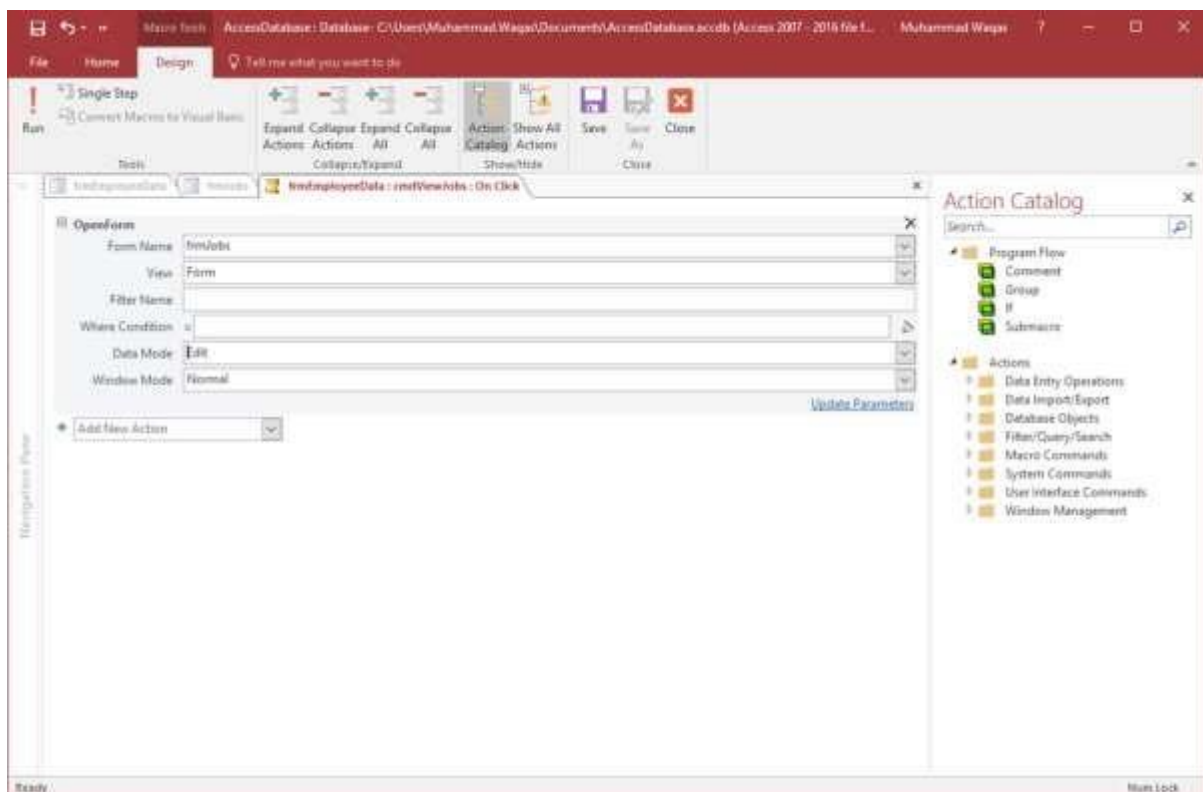 Macro Tools AccessDatabase : Database- C:\Users\Muhammad.Waqas\Documents\AccessDatabase.accdb (Access 2007 - 2016 file f... Muhammad Waqas ?
File Home Design Tell me what you want to do
Run
Single Step
Convert Macros to Visual Basic
Expand Actions
Collapse Actions
Expand All
Collapse All
Action Catalog
Show All Actions
Save
Save As
Close
Tools Collapse/Expand Show/Hide Close
frmEmployeeData frmJobs frmEmployeeData : cmdViewJobs : On Click
OpenForm
Form Name frmJobs
View Form
Filter Name
Where Condition =
Data Mode Edit
Window Mode Normal
Update Parameters
Add New Action
Navigation Pane
Action Catalog
Search...
Program Flow
Comment
Group
If
Submacro
Actions
Data Entry Operations
Data Import/Export
Database Objects
Filter/Query/Search
Macro Commands
System Commands
User Interface Commands
Window Management
Ready Num Lock